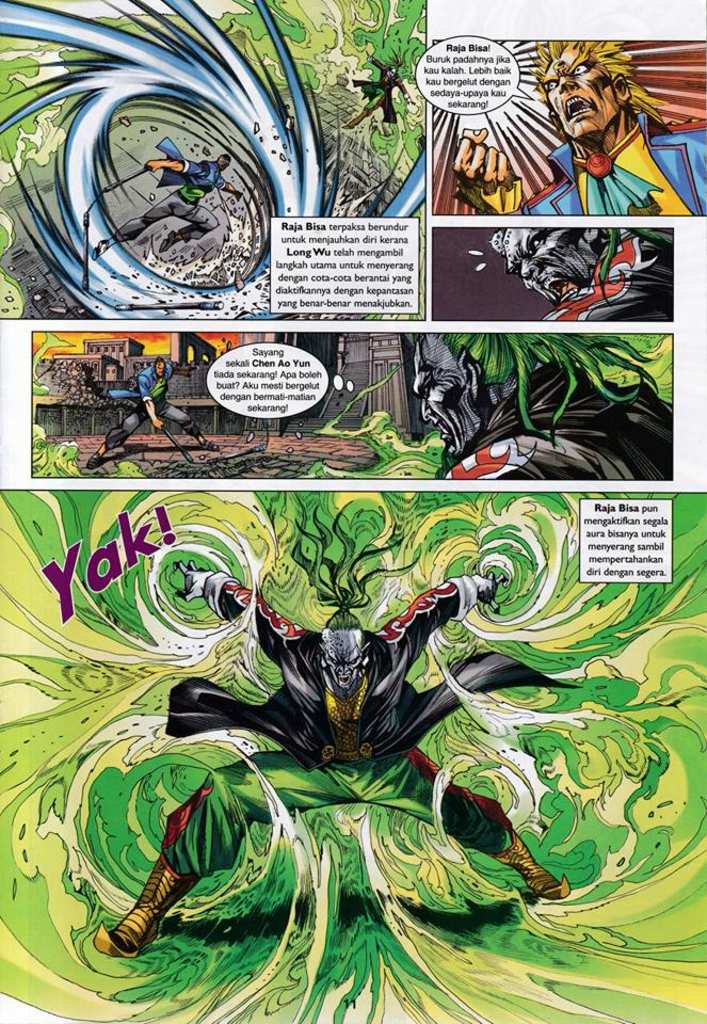 Raja Bisa!
Buruk padahnya jika
kau kalah. Lebih baik
kau bergelut dengan
sedaya-upaya kau
sekarang!
Raja Bisa terpaksa berundur
untuk menjauhkan diri kerana
Long Wu telah mengambil
langkah utama untuk menyerang
dengan cota-cota berantai yang
diaktifkannya dengan kepantasan
yang benar-benar menakjubkan.
Sayang
sekali Chen Ao Yun
tiada sekarang! Apa boleh
buat? Aku mesti bergelut
dengan bermati-matian
sekarang!
Yak!
Raja Bisa pun
mengaktifkan segala
aura bisanya untuk
menyerang sambil
mempertahankan
diri dengan segera.
11